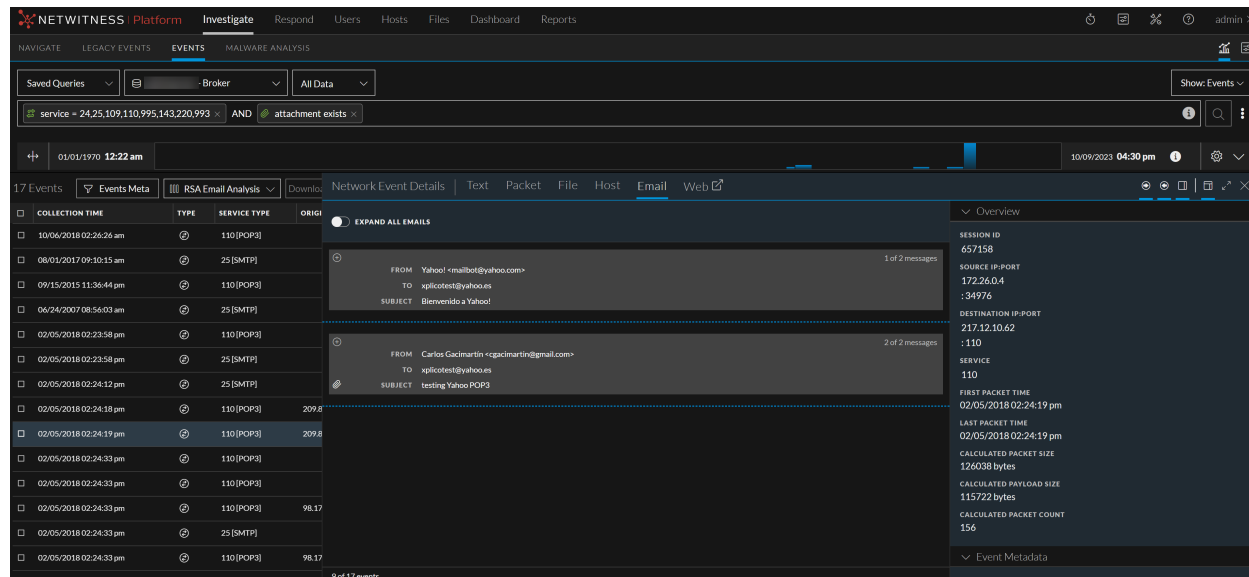 NETWITNESS Platform Investigate Respond Users Hosts Files Dashboard Reports admin
NAVIGATE LEGACY EVENTS EVENTS MALWARE ANALYSIS
Saved Queries - Broker All Data Show: Events
service = 24,25,109,110,995,143,220,993 × AND attachment exists ×
01/01/1970 12:22 am 10/09/2023 04:30 pm
17 Events Events Meta RSA Email Analysis Downloa
COLLECTION TIME TYPE SERVICE TYPE ORIGI
10/06/2018 02:26:26 am 110 [POP3]
08/01/2017 09:10:15 am 25 [SMTP]
09/15/2015 11:36:44 pm 110 [POP3]
06/24/2007 08:56:03 am 25 [SMTP]
02/05/2018 02:23:58 pm 110 [POP3]
02/05/2018 02:23:58 pm 25 [SMTP]
02/05/2018 02:24:12 pm 25 [SMTP]
02/05/2018 02:24:18 pm 110 [POP3] 209.8
02/05/2018 02:24:19 pm 110 [POP3] 209.8
02/05/2018 02:24:33 pm 110 [POP3]
02/05/2018 02:24:33 pm 110 [POP3]
02/05/2018 02:24:33 pm 110 [POP3] 98.17
02/05/2018 02:24:33 pm 25 [SMTP]
02/05/2018 02:24:33 pm 110 [POP3] 98.17
Network Event Details Text Packet File Host Email Web
EXPAND ALL EMAILS
1 of 2 messages
FROM Yahoo! <mailbot@yahoo.com>
TO xplicotest@yahoo.es
SUBJECT Bienvenido a Yahoo!
2 of 2 messages
FROM Carlos Gacimartín <cgacimartin@gmail.com>
TO xplicotest@yahoo.es
SUBJECT testing Yahoo POP3
9 of 17 events
Overview
SESSION ID
657158
SOURCE IP:PORT
172.26.0.4
: 34976
DESTINATION IP:PORT
217.12.10.62
: 110
SERVICE
110
FIRST PACKET TIME
02/05/2018 02:24:19 pm
LAST PACKET TIME
02/05/2018 02:24:19 pm
CALCULATED PACKET SIZE
126038 bytes
CALCULATED PAYLOAD SIZE
115722 bytes
CALCULATED PACKET COUNT
156
Event Metadata